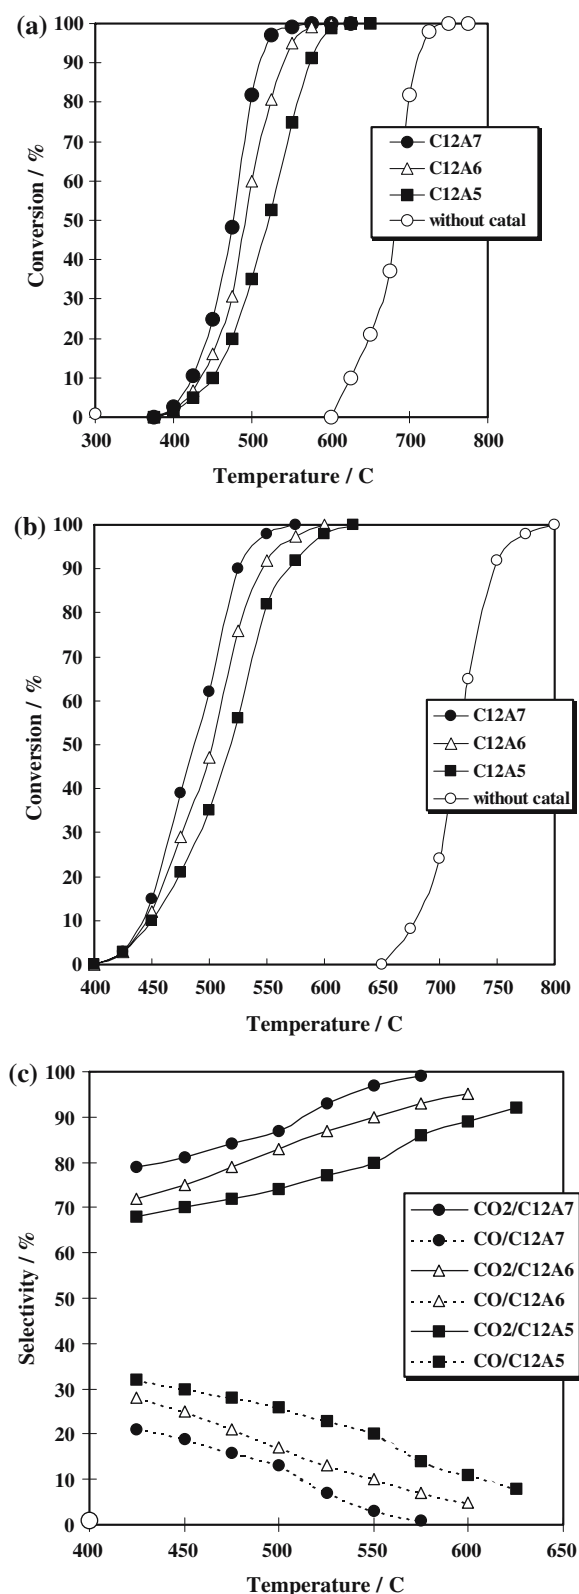 (a)
100
90
80
70
60
50
40
30
20
10
0
Conversion / %
C12A7
C12A6
C12A5
without catal
300 400 500 600 700 800
Temperature / C
(b)
100
90
80
70
60
50
40
30
20
10
0
Conversion / %
C12A7
C12A6
C12A5
without catal
400 450 500 550 600 650 700 750 800
Temperature / C
(c)
100
90
80
70
60
50
40
30
20
10
0
Selectivity / %
CO2/C12A7
CO/C12A7
CO2/C12A6
CO/C12A6
CO2/C12A5
CO/C12A5
400 450 500 550 600 650
Temperature / C